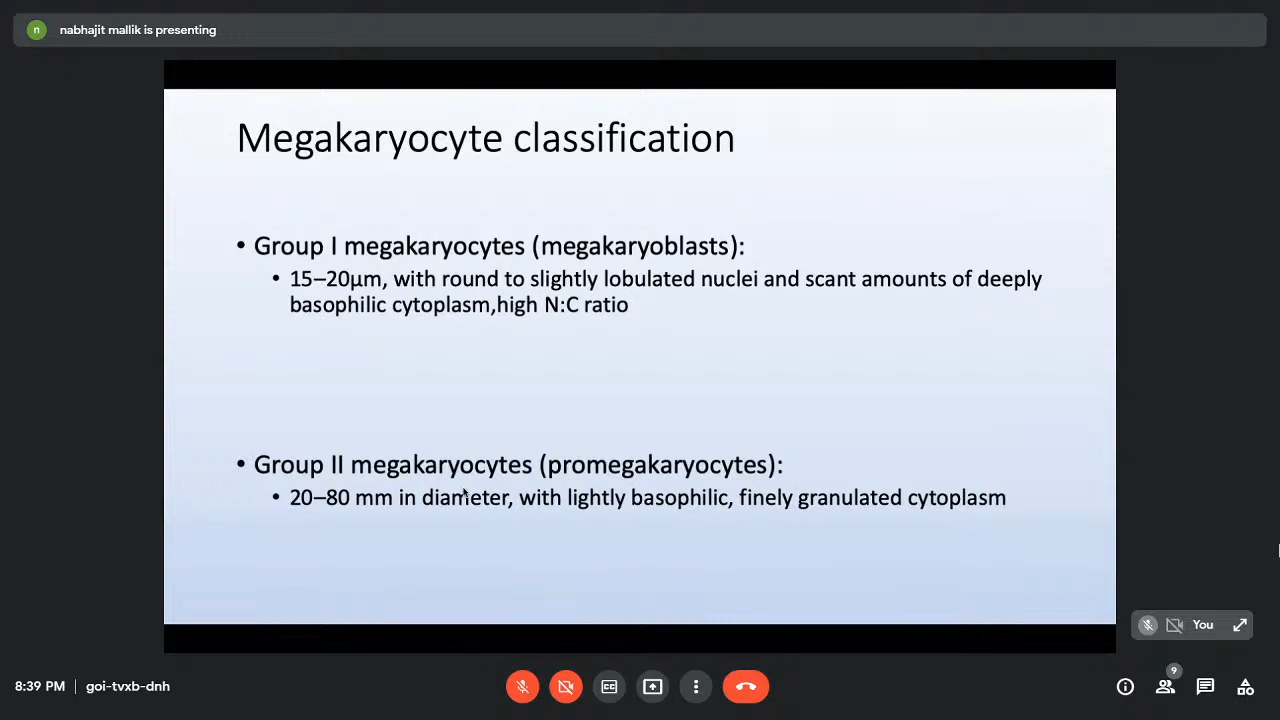 n
nabhajit mallik is presenting
Megakaryocyte classification
• Group I megakaryocytes (megakaryoblasts):
• 15–20µm, with round to slightly lobulated nuclei and scant amounts of deeply
basophilic cytoplasm,high N:C ratio
• Group II megakaryocytes (promegakaryocytes):
• 20–80 mm in diameter, with lightly basophilic, finely granulated cytoplasm
You
9
8:39 PM | goi-tvxb-dnh
CC